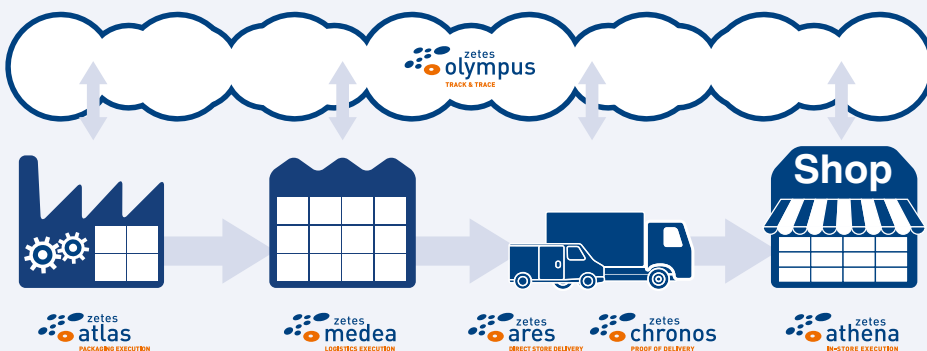 zetes
olympus
TRACK & TRACE
Shop
zetes
atlas
PACKAGING EXECUTION
zetes
medea
LOGISTICS EXECUTION
zetes
ares
DIRECT STORE DELIVERY
zetes
chronos
PROOF OF DELIVERY
zetes
athena
IN-STORE EXECUTION